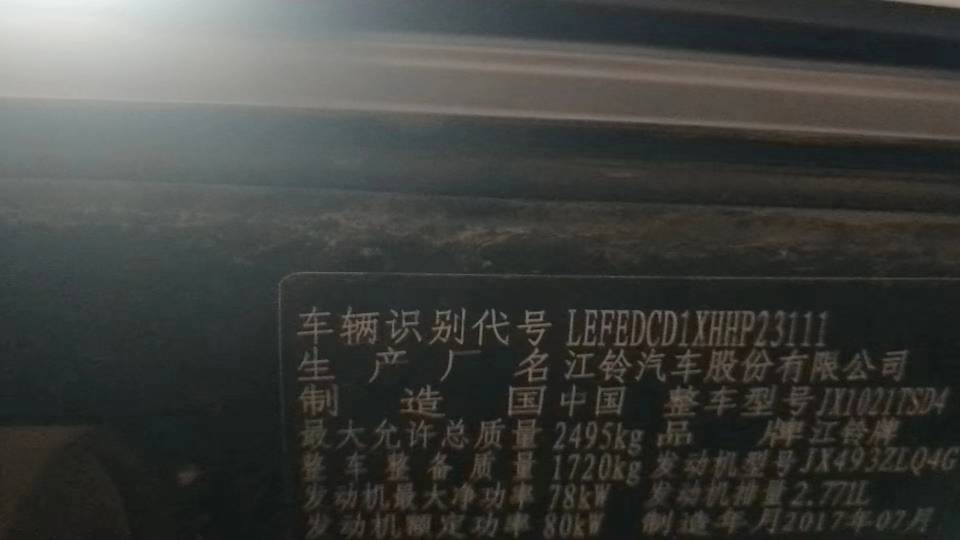 车辆识别代号 LEFEDCD1XHHP23111
生产厂名 江铃汽车股份有限公司
制造国 中国 整车型号 JX1021TSD4
最大允许总质量 2495kg 品牌 江铃牌
整车整备质量 1720kg 发动机型号 JX493ZLQ4G
发动机最大净功率 78kW 发动机排量 2.771L
发动机额定功率 80kW 制造年月 2017年07月